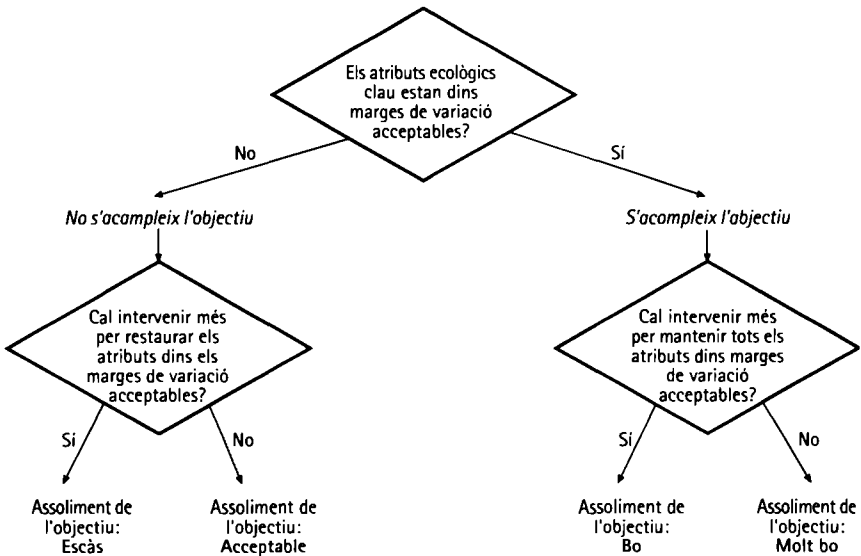 Els atributs ecològics
clau estan dins
marges de variació
acceptables?
No
Sí
No s'acampleix l'objectiu
S'acompleix l'abjectiu
Cal intervenir més
per restaurar els
atributs dins els
marges de variació
acceptables?
Cal intervenir més
per mantenir tots els
atributs dins marges
de variació
acceptables?
Sí
No
Sí
No
Assoliment de
l'objectiu:
Escàs
Assoliment de
l'objectiu:
Acceptable
Assoliment de
l'objectiu:
Bo
Assoliment de
l'objectiu:
Molt bo